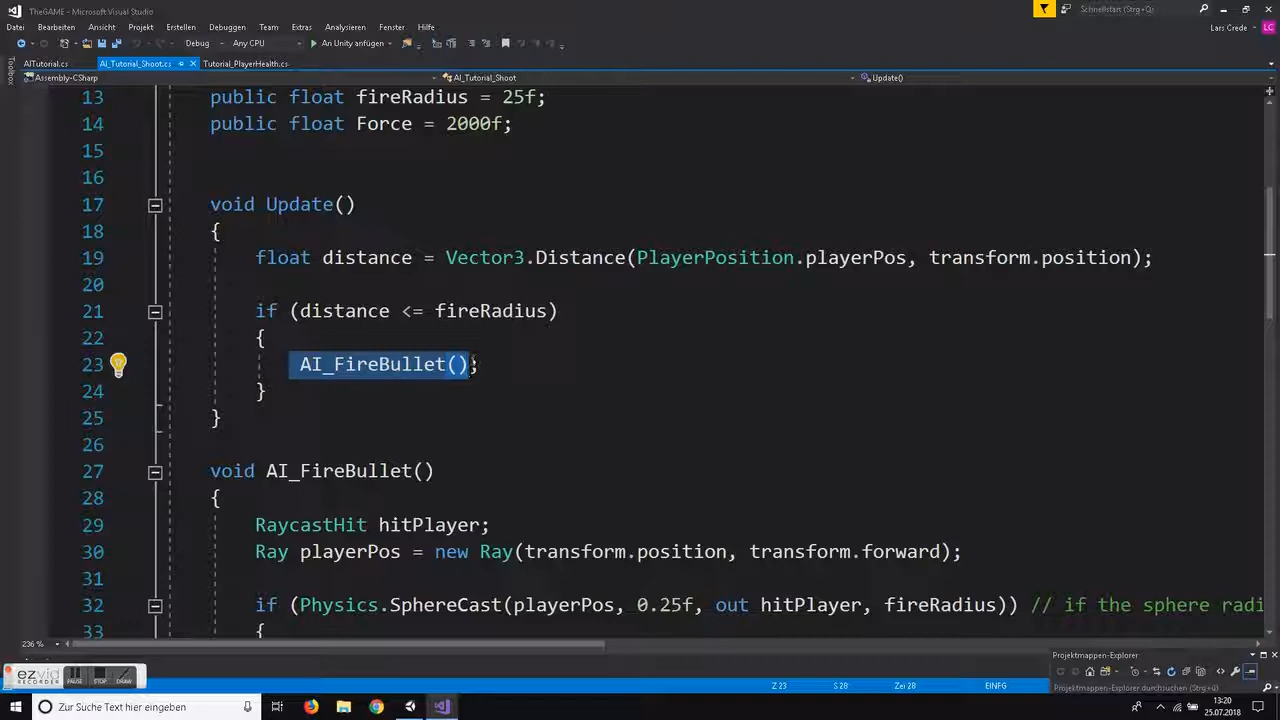 TheGAME - Microsoft Visual Studio
Schnellstart (Strg+Q)
Datei Bearbeiten Ansicht Projekt Erstellen Debuggen Team Extras Analysieren Fenster Hilfe
Lars Crede LC
Debug Any CPU An Unity anfügen
Toolbox
AITutorial.cs AI_Tutorial_Shoot.cs Tutorial_PlayerHealth.cs
Assembly-CSharp AI_Tutorial_Shoot Update()
13 public float fireRadius = 25f;
14 public float Force = 2000f;
15
16
17 void Update()
18 {
19 float distance = Vector3.Distance(PlayerPosition.playerPos, transform.position);
20
21 if (distance <= fireRadius)
22 {
23 AI_FireBullet();
24 }
25 }
26
27 void AI_FireBullet()
28 {
29 RaycastHit hitPlayer;
30 Ray playerPos = new Ray(transform.position, transform.forward);
31
32 if (Physics.SphereCast(playerPos, 0.25f, out hitPlayer, fireRadius)) // if the sphere radi
33 {
236 %
Projektmappen-Explorer
ezvid
RECORDER
PAUSE STOP DRAW
Projektmappen-Explorer durchsuchen (Strg+ü)
Z 23 S 28 Zei 28 EINFG
Zur Suche Text hier eingeben
13:20
25.07.2018